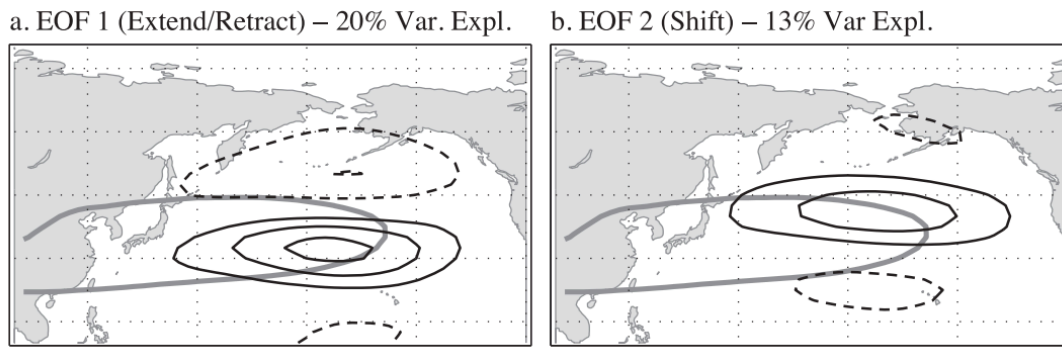 a. EOF 1 (Extend/Retract) – 20% Var. Expl.
b. EOF 2 (Shift) – 13% Var Expl.